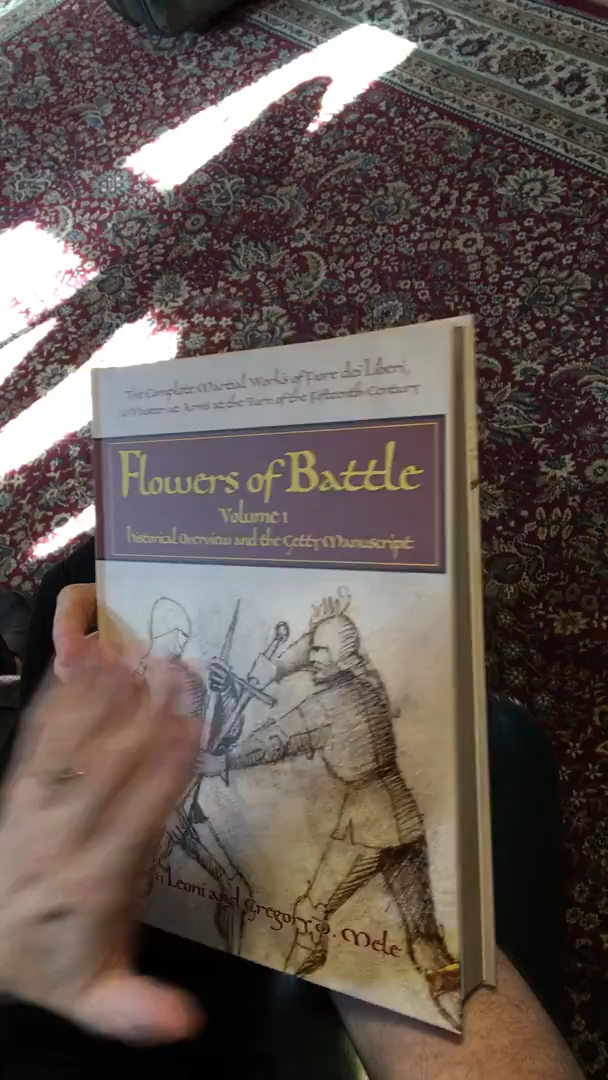 The Complete Martial Works of Fiore dei Liberi,
a Master at Arms at the Turn of the Fifteenth Century
Flowers of Battle
Volume 1
Historical Overview and the Getty Manuscript
Leoni and Gregory D. Mele